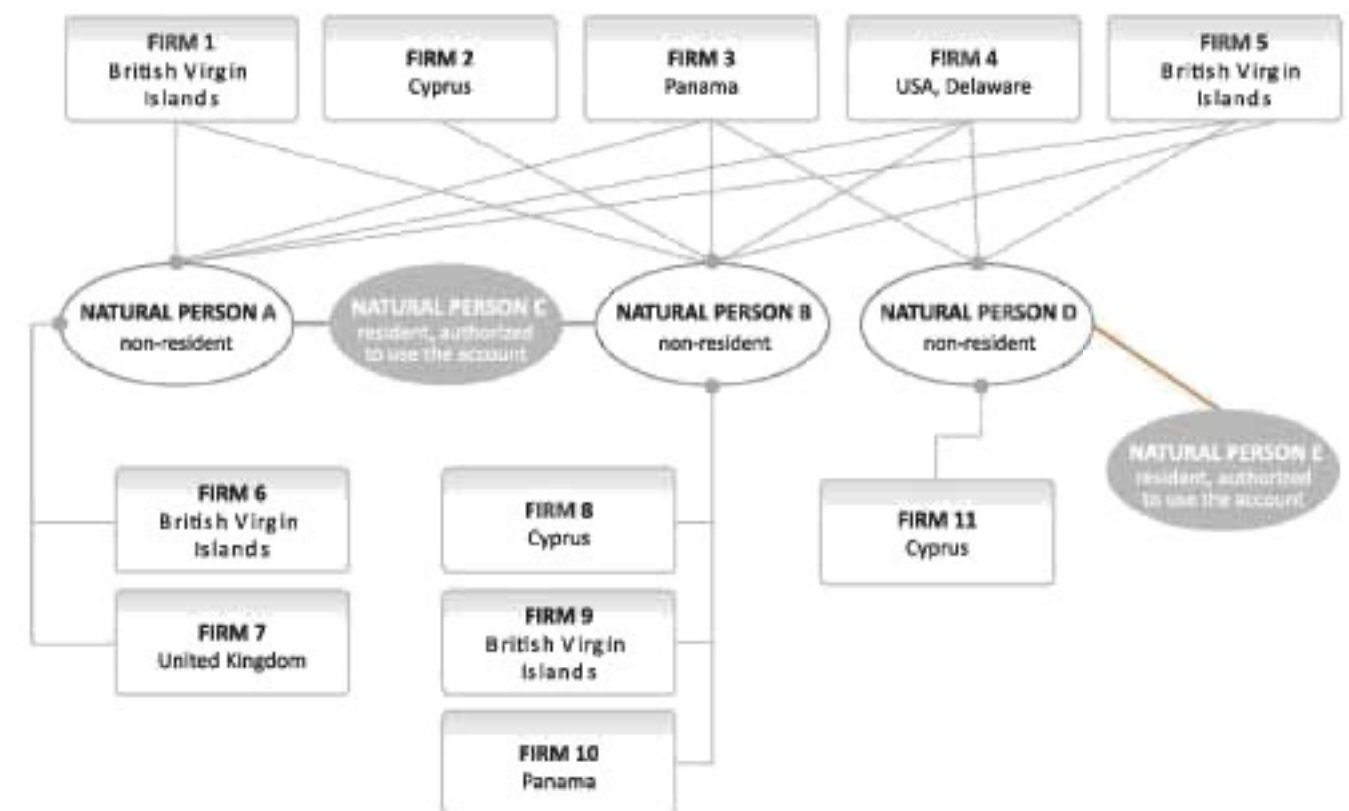 FIRM 1
British Virgin
Islands
FIRM 2
Cyprus
FIRM 3
Panama
FIRM 4
USA, Delaware
FIRM 5
British Virgin
Islands
NATURAL PERSON A
non-resident
NATURAL PERSON C
resident, authorized
to use the account
NATURAL PERSON B
non-resident
NATURAL PERSON D
non-resident
NATURAL PERSON E
resident, authorized
to use the account
FIRM 6
British Virgin
Islands
FIRM 7
United Kingdom
FIRM 8
Cyprus
FIRM 9
British Virgin
Islands
FIRM 10
Panama
FIRM 11
Cyprus